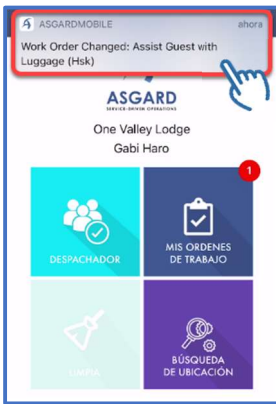 ASGARDMOBILE
ahora
Work Order Changed: Assist Guest with
Luggage (Hsk)
ASGARD
SERVICE-DRIVEN OPERATIONS
One Valley Lodge
Gabi Haro
1
DESPACHADOR
MIS ORDENES
DE TRABAJO
LIMPIA
BÚSQUEDA
DE UBICACIÓN